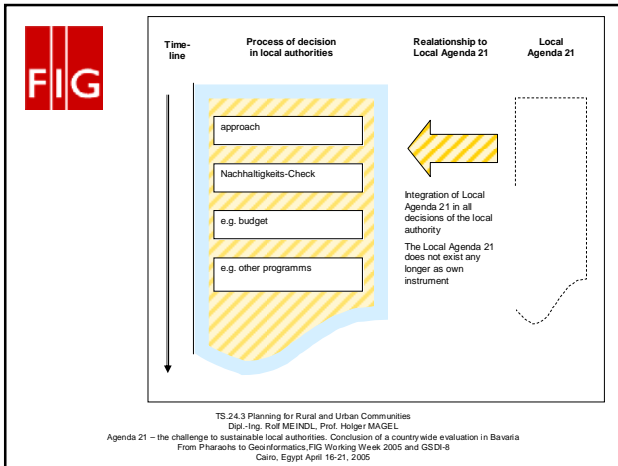 FIG
Time-
line
Process of decision
in local authorities
Realationship to
Local Agenda 21
Local
Agenda 21
approach
Nachhaltigkeits-Check
e.g. budget
e.g. other programms
Integration of Local
Agenda 21 in all
decisions of the local
authority
The Local Agenda 21
does not exist any
longer as own
instrument
TS.24.3 Planning for Rural and Urban Communities
Dipl.-Ing. Rolf MEINDL, Prof. Holger MAGEL
Agenda 21 – the challenge to sustainable local authorities. Conclusion of a countrywide evaluation in Bavaria
From Pharaohs to Geoinformatics,FIG Working Week 2005 and GSDI-8
Cairo, Egypt April 16-21, 2005